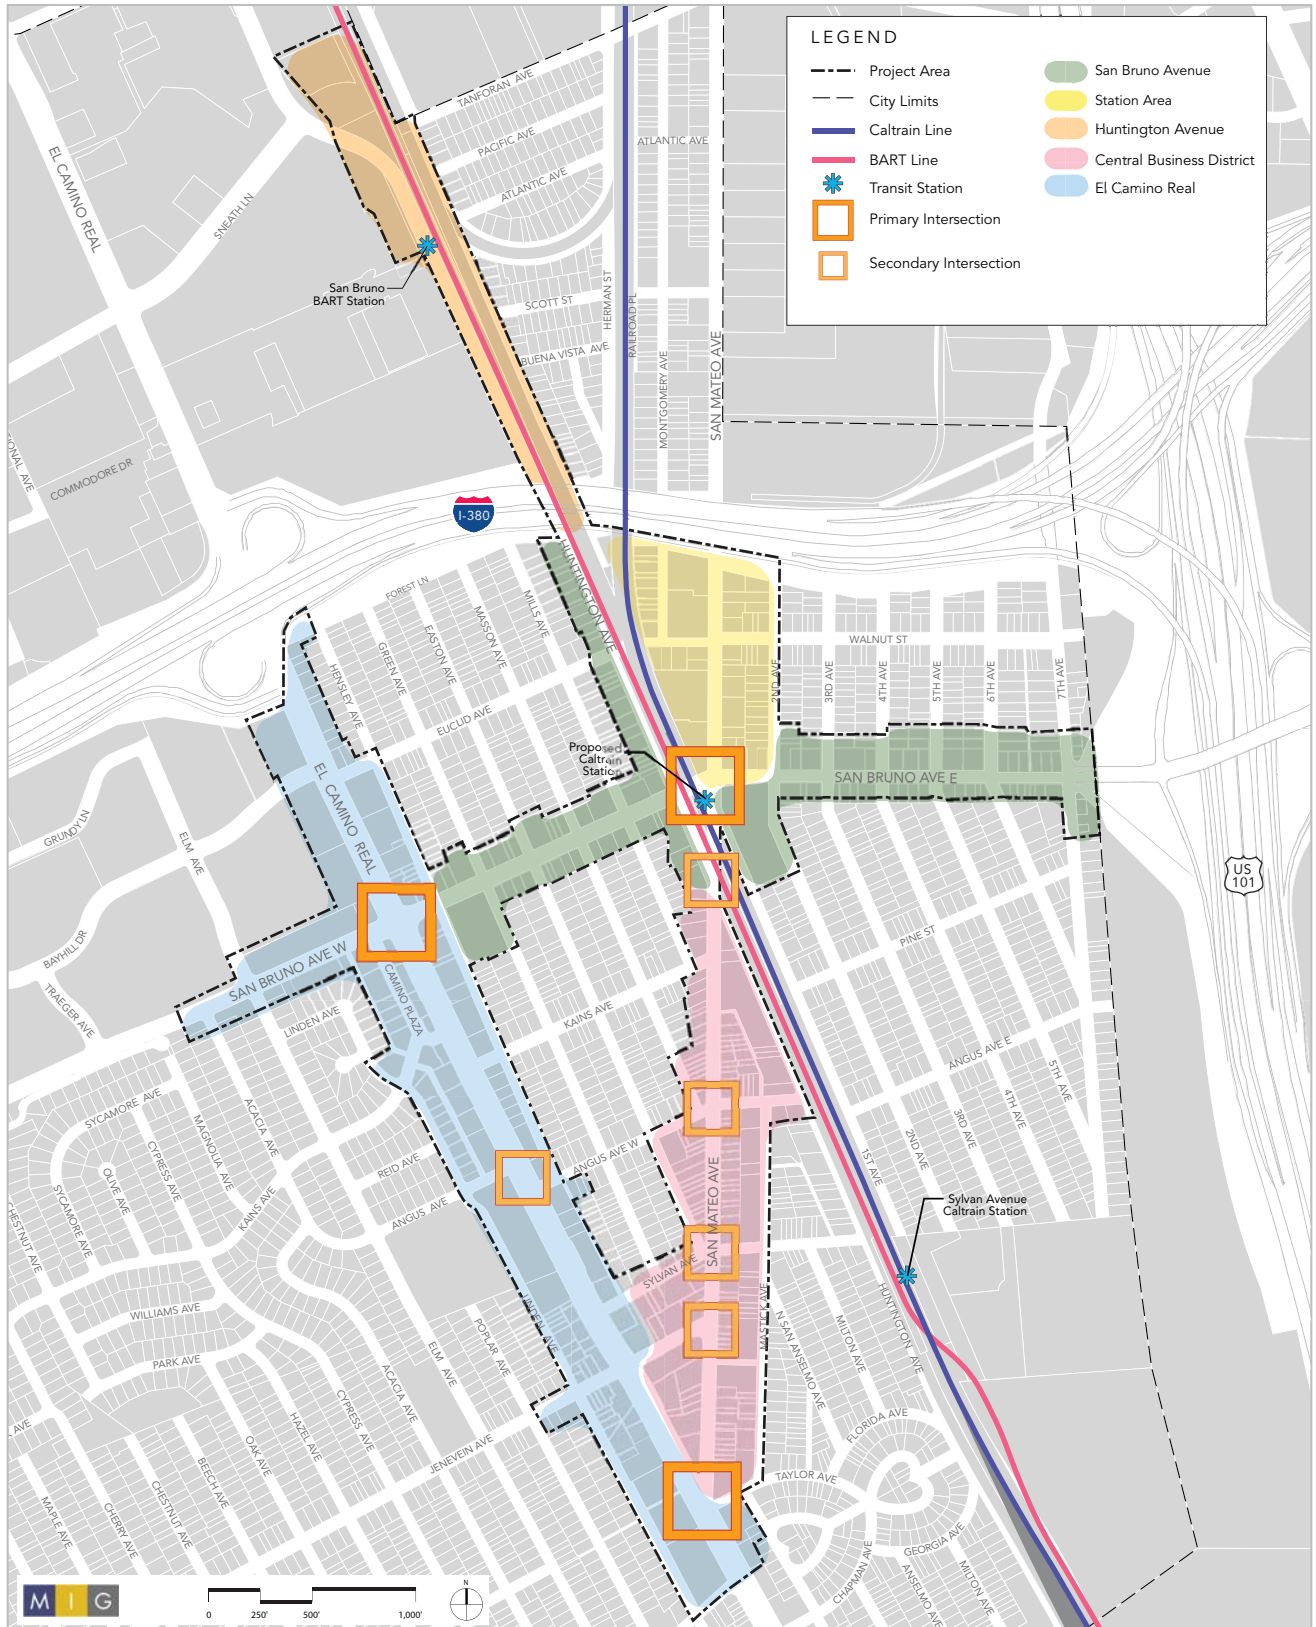 LEGEND
Project Area
City Limits
Caltrain Line
BART Line
Transit Station
Primary Intersection
Secondary Intersection
San Bruno Avenue
Station Area
Huntington Avenue
Central Business District
El Camino Real
EL CAMINO REAL
SNEATH LN
TANFORAN AVE
PACIFIC AVE
ATLANTIC AVE
ATLANTIC AVE
San Bruno
BART Station
SCOTT ST
HERMAN ST
RAILROAD PL
BUENA VISTA AVE
MONTGOMERY AVE
SAN MATEO AVE
IONAL AVE
COMMODORE DR
I-380
HUNTINGTON AVE
FOREST LN
MILLS AVE
MASSON AVE
EASTON AVE
GREEN AVE
HENSLEY AVE
EUCLID AVE
WALNUT ST
2ND AVE
3RD AVE
4TH AVE
5TH AVE
6TH AVE
7TH AVE
Proposed
Caltrain
Station
SAN BRUNO AVE E
EL CAMINO REAL
GRUNDY LN
ELM AVE
US
101
BAYHILL DR
TRAEGER AVE
SAN BRUNO AVE W
CAMINO PLAZA
LINDEN AVE
KAINS AVE
PINE ST
ANGUS AVE E
5TH AVE
4TH AVE
3RD AVE
2ND AVE
1ST AVE
SYCAMORE AVE
MAGNOLIA AVE
ACACIA AVE
CYPRESS AVE
OLIVE AVE
SYCAMORE AVE
CHESTNUT AVE
KAINS AVE
REID AVE
ANGUS AVE
ANGUS AVE W
SAN MATEO AVE
SYLVAN AVE
Sylvan Avenue
Caltrain Station
HUNTINGTON AVE
MASTICK AVE
N SAN ANSELMO AVE
MILTON AVE
WILLIAMS AVE
PARK AVE
LINDEN AVE
POPLAR AVE
ELM AVE
ACACIA AVE
CYPRESS AVE
HAZEL AVE
OAK AVE
BEECH AVE
CHESTNUT AVE
CHERRY AVE
MAPLE AVE
AVE
JENEVEIN AVE
FLORIDA AVE
TAYLOR AVE
GEORGIA AVE
CHAPMAN AVE
ANSELMO AVE
MILTON AVE
M I G
0 250' 500' 1,000'
N